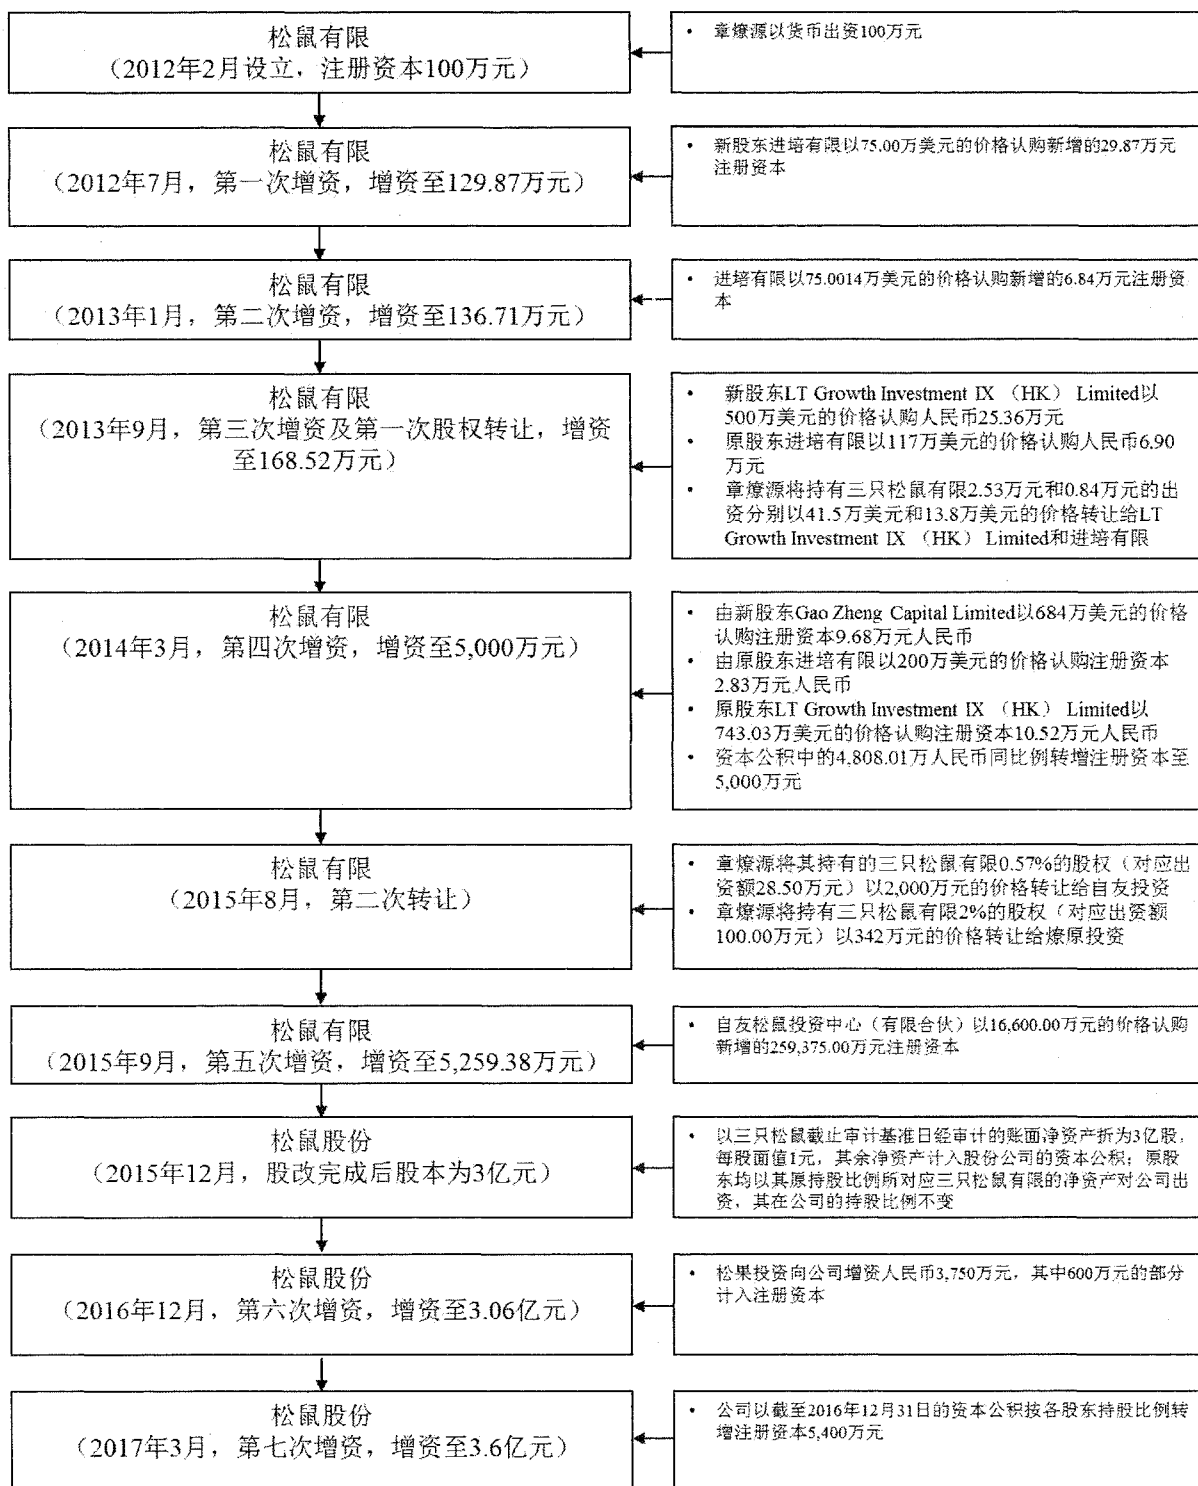 松鼠有限
（2012年2月设立，注册资本100万元）
• 章燎源以货币出资100万元
松鼠有限
（2012年7月，第一次增资，增资至129.87万元）
• 新股东进培有限以75.00万美元的价格认购新增的29.87万元
注册资本
松鼠有限
（2013年1月，第二次增资，增资至136.71万元）
• 进培有限以75.0014万美元的价格认购新增的6.84万元注册资
本
松鼠有限
（2013年9月，第三次增资及第一次股权转让，增资
至168.52万元）
• 新股东LT Growth Investment IX （HK） Limited以
500万美元的价格认购人民币25.36万元
• 原股东进培有限以117万美元的价格认购人民币6.90
万元
• 章燎源将持有三只松鼠有限2.53万元和0.84万元的出
资分别以41.5万美元和13.8万美元的价格转让给LT
Growth Investment IX （HK） Limited和进培有限
松鼠有限
（2014年3月，第四次增资，增资至5,000万元）
• 由新股东Gao Zheng Capital Limited以684万美元的价格
认购注册资本9.68万元人民币
• 由原股东进培有限以200万美元的价格认购注册资本
2.83万元人民币
• 原股东LT Growth Investment IX （HK） Limited以
743.03万美元的价格认购注册资本10.52万元人民币
• 资本公积中的4,808.01万人民币同比例转增注册资本至
5,000万元
松鼠有限
（2015年8月，第二次转让）
• 章燎源将其持有的三只松鼠有限0.57%的股权（对应出
资额28.50万元）以2,000万元的价格转让给自友投资
• 章燎源将持有三只松鼠有限2%的股权（对应出资额
100.00万元）以342万元的价格转让给燎原投资
松鼠有限
（2015年9月，第五次增资，增资至5,259.38万元）
• 自友松鼠投资中心（有限合伙）以16,600.00万元的价格认购
新增的259,375.00万元注册资本
松鼠股份
（2015年12月，股改完成后股本为3亿元）
• 以三只松鼠截止审计基准日经审计的账面净资产折为3亿股，
每股面值1元，其余净资产计入股份公司的资本公积；原股
东均以其原持股比例所对应三只松鼠有限的净资产对公司出
资，其在公司的持股比例不变
松鼠股份
（2016年12月，第六次增资，增资至3.06亿元）
• 松果投资向公司增资人民币3,750万元，其中600万元的部分
计入注册资本
松鼠股份
（2017年3月，第七次增资，增资至3.6亿元）
• 公司以截至2016年12月31日的资本公积按各股东持股比例转
增注册资本5,400万元